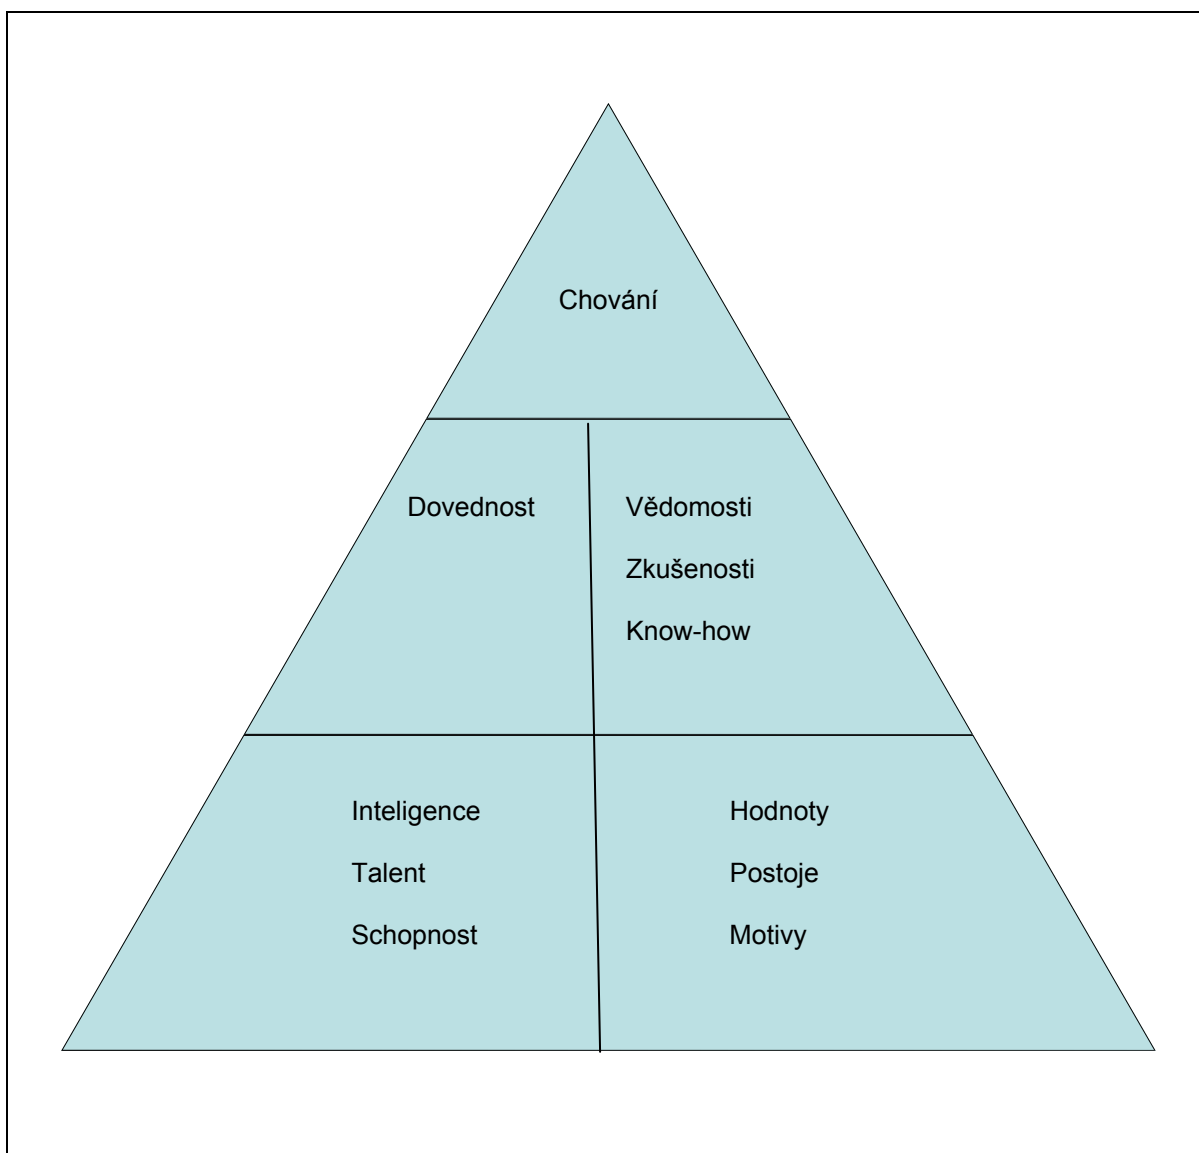 Chování
Dovednost
Vědomosti
Zkušenosti
Know-how
Inteligence
Talent
Schopnost
Hodnoty
Postoje
Motivy